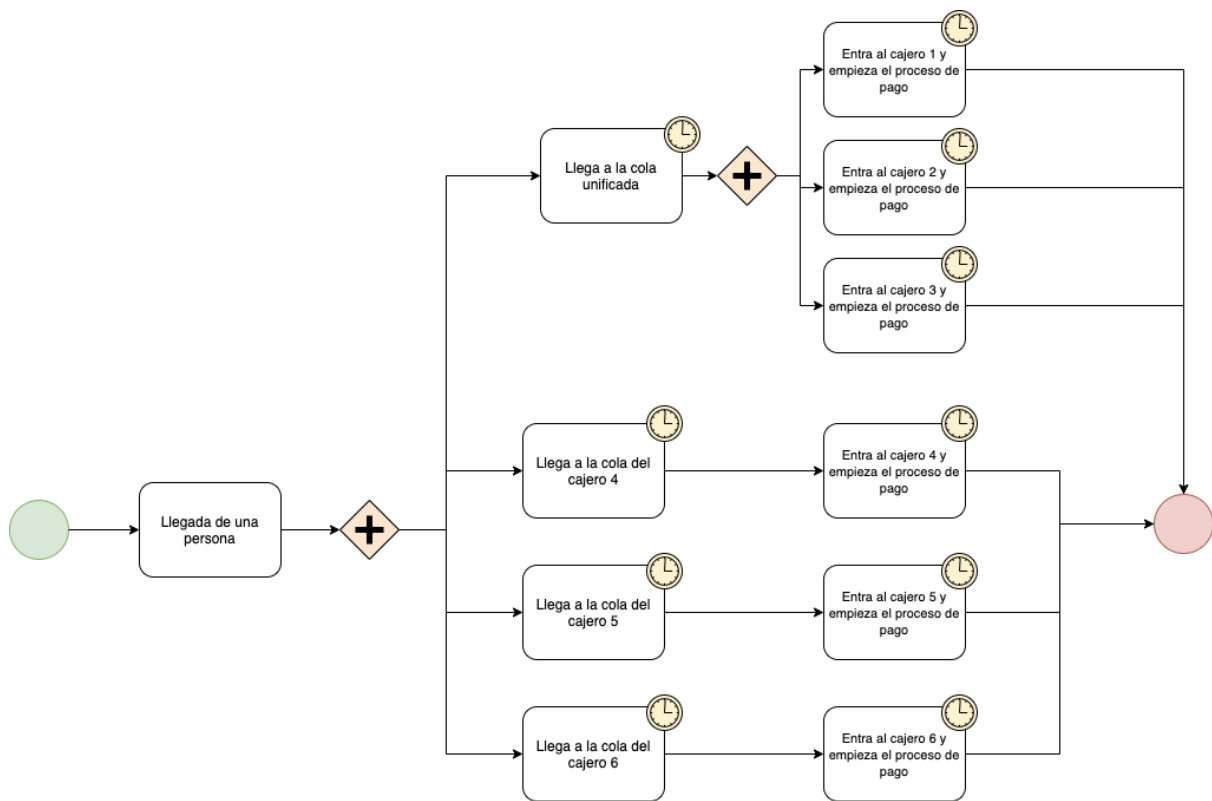 Entra al cajero 1 y
empieza el proceso de
pago
Llega a la cola
unificada
Entra al cajero 2 y
empieza el proceso de
pago
Entra al cajero 3 y
empieza el proceso de
pago
Llega a la cola del
cajero 4
Entra al cajero 4 y
empieza el proceso de
pago
Llegada de una
persona
Llega a la cola del
cajero 5
Entra al cajero 5 y
empieza el proceso de
pago
Llega a la cola del
cajero 6
Entra al cajero 6 y
empieza el proceso de
pago